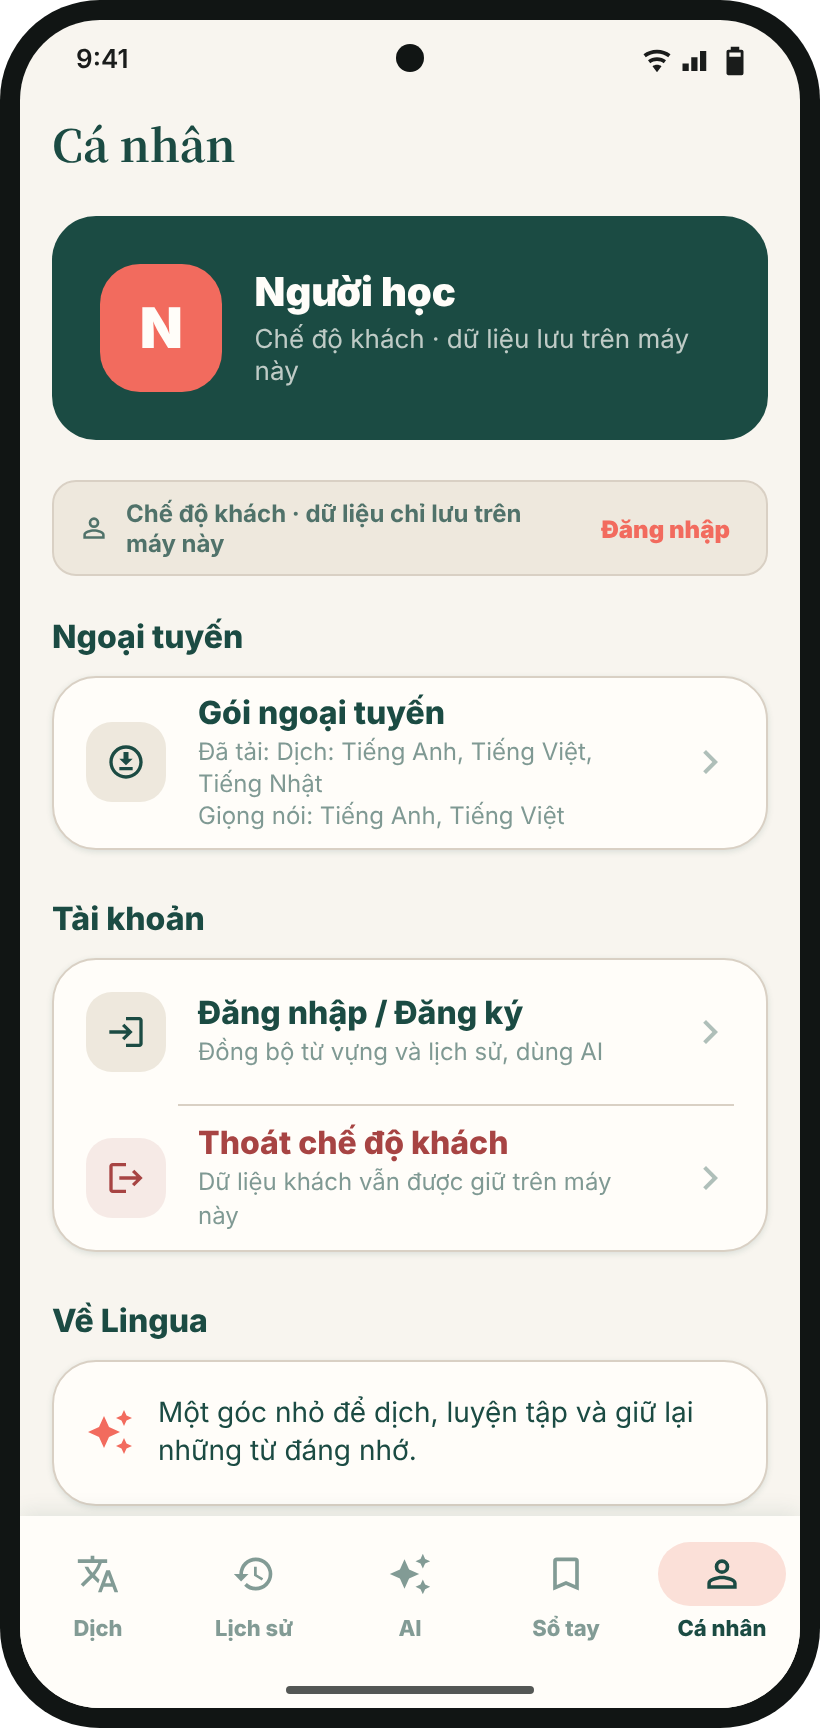 9:41
Cá nhân
N
Người học
Chế độ khách · dữ liệu lưu trên máy
này
Chế độ khách · dữ liệu chỉ lưu trên
máy này
Đăng nhập
Ngoại tuyến
Gói ngoại tuyến
Đã tải: Dịch: Tiếng Anh, Tiếng Việt,
Tiếng Nhật
Giọng nói: Tiếng Anh, Tiếng Việt
Tài khoản
Đăng nhập / Đăng ký
Đồng bộ từ vựng và lịch sử, dùng AI
Thoát chế độ khách
Dữ liệu khách vẫn được giữ trên máy
này
Về Lingua
Một góc nhỏ để dịch, luyện tập và giữ lại
những từ đáng nhớ.
Dịch
Lịch sử
AI
Sổ tay
Cá nhân